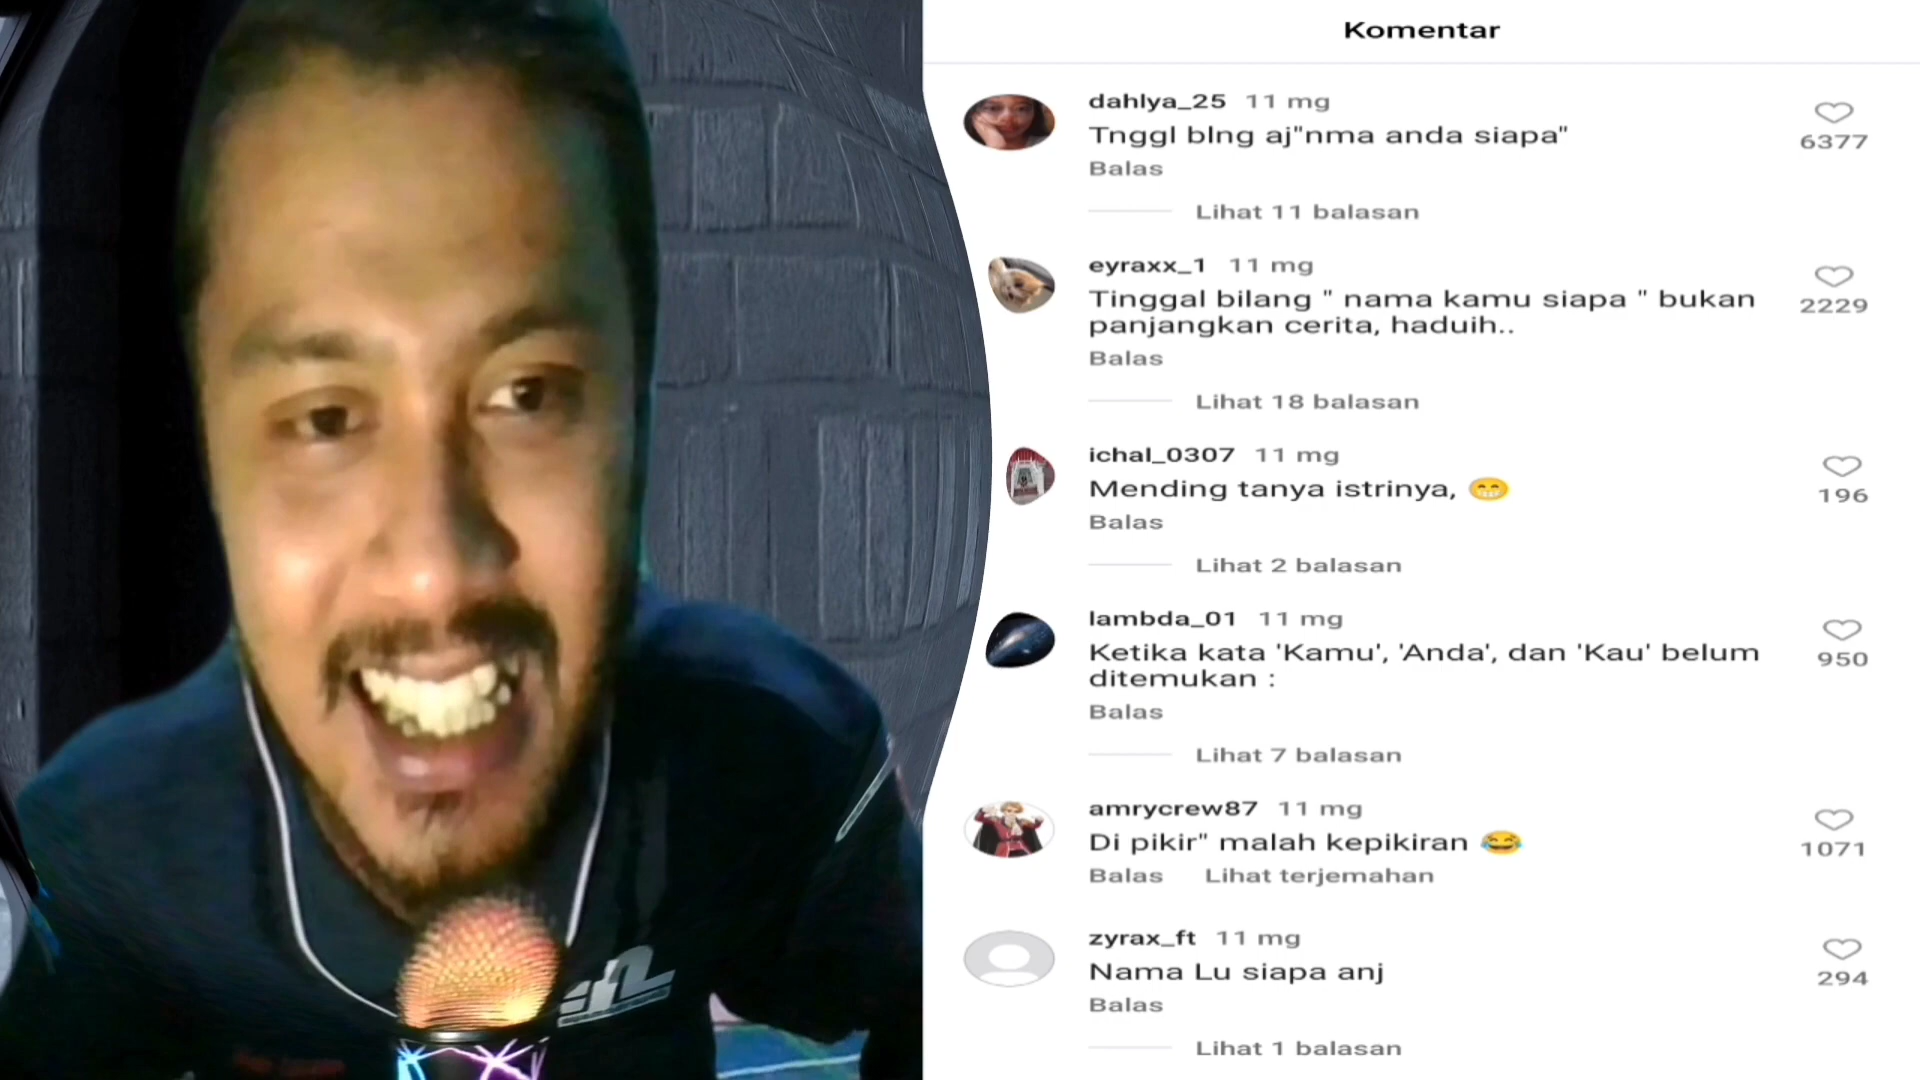 Komentar
dahlya_25 11 mg
Tnggl blng aj"nma anda siapa"
6377
Balas
Lihat 11 balasan
eyraxx_1 11 mg
Tinggal bilang " nama kamu siapa " bukan
panjangkan cerita, haduih..
2229
Balas
Lihat 18 balasan
ichal_0307 11 mg
Mending tanya istrinya, 😁
196
Balas
Lihat 2 balasan
lambda_01 11 mg
Ketika kata 'Kamu', 'Anda', dan 'Kau' belum
ditemukan :
950
Balas
Lihat 7 balasan
amrycrew87 11 mg
Di pikir" malah kepikiran 😂
1071
Balas Lihat terjemahan
zyrax_ft 11 mg
Nama Lu siapa anj
294
Balas
Lihat 1 balasan